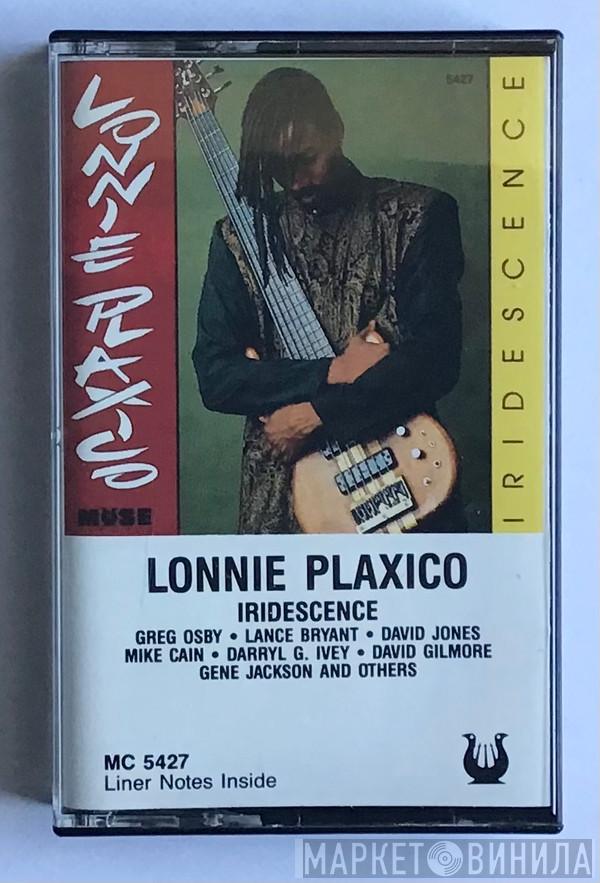 LONNIE PLAXICO
5427
IRIDESCENCE
MUSE
LONNIE PLAXICO
IRIDESCENCE
GREG OSBY • LANCE BRYANT • DAVID JONES
MIKE CAIN • DARRYL G. IVEY • DAVID GILMORE
GENE JACKSON AND OTHERS
MC 5427
Liner Notes Inside
МАРКЕТ ВИНИЛА